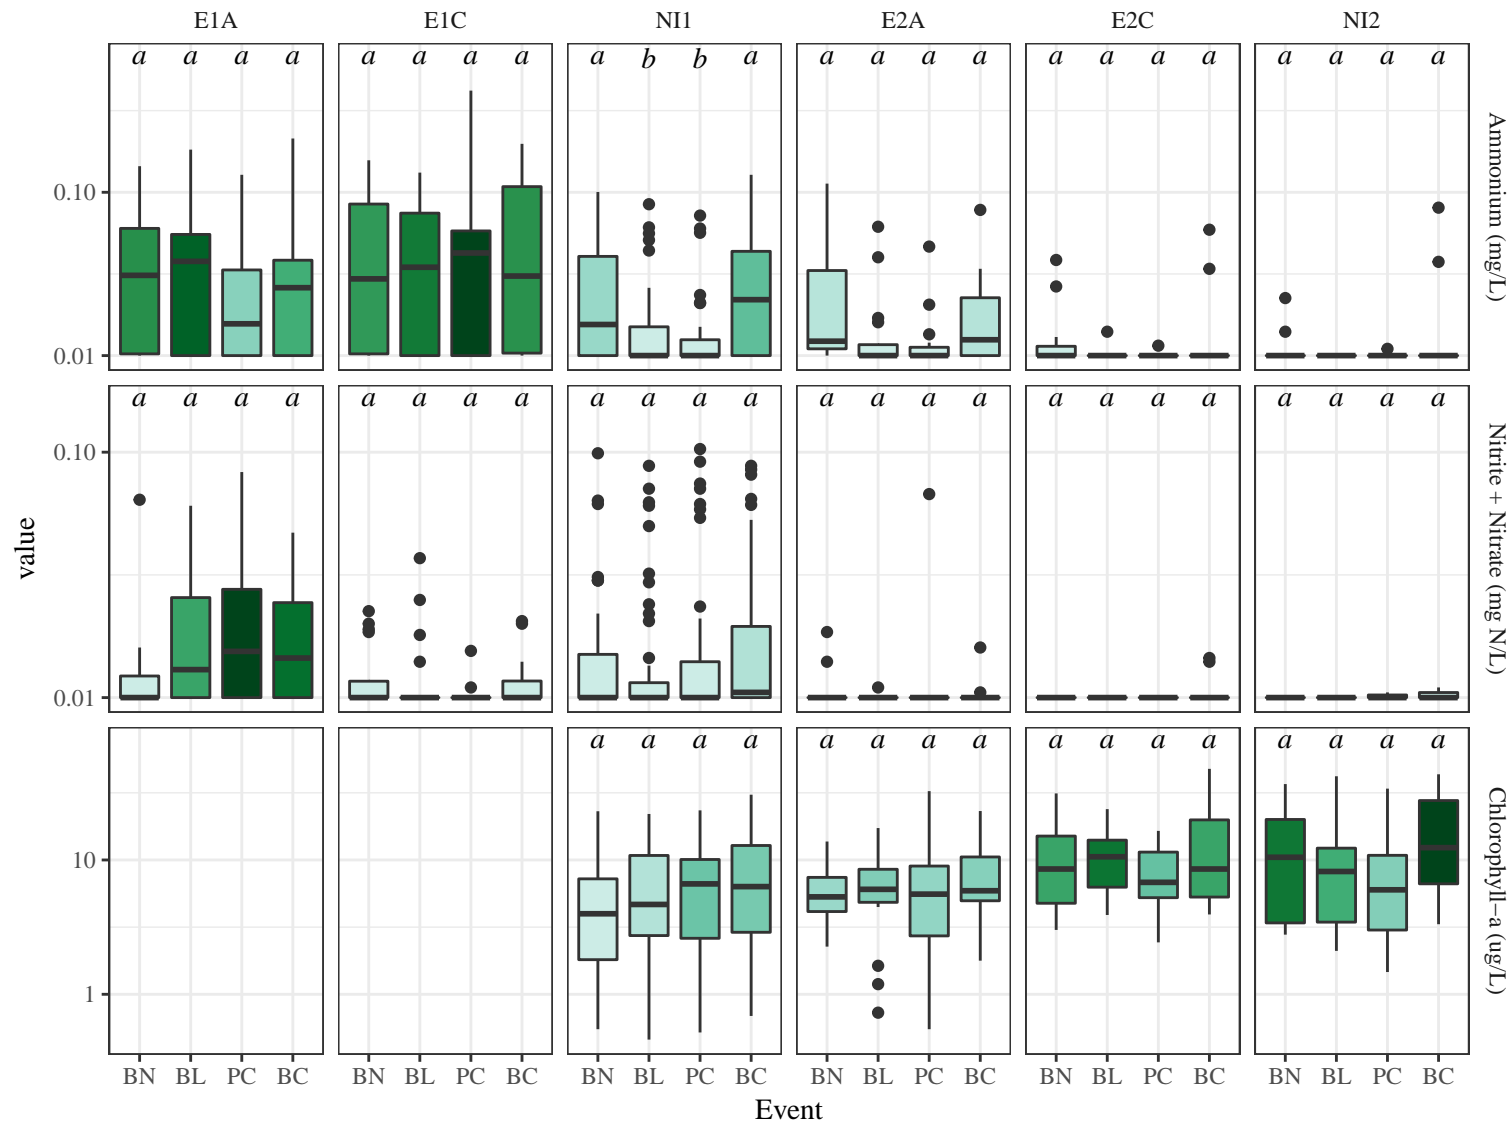 E1A E1C NI1 E2A E2C NI2
a a a a a a a a a b b a a a a a a a a a a a a a
0.10
0.01
Ammonium (mg/L)
a a a a a a a a a a a a a a a a a a a a a a a a
0.10
0.01
Nitrite + Nitrate (mg N/L)
value
a a a a a a a a a a a a a a a a
10
1
Chlorophyll−a (ug/L)
BN BL PC BC BN BL PC BC BN BL PC BC BN BL PC BC BN BL PC BC BN BL PC BC
Event